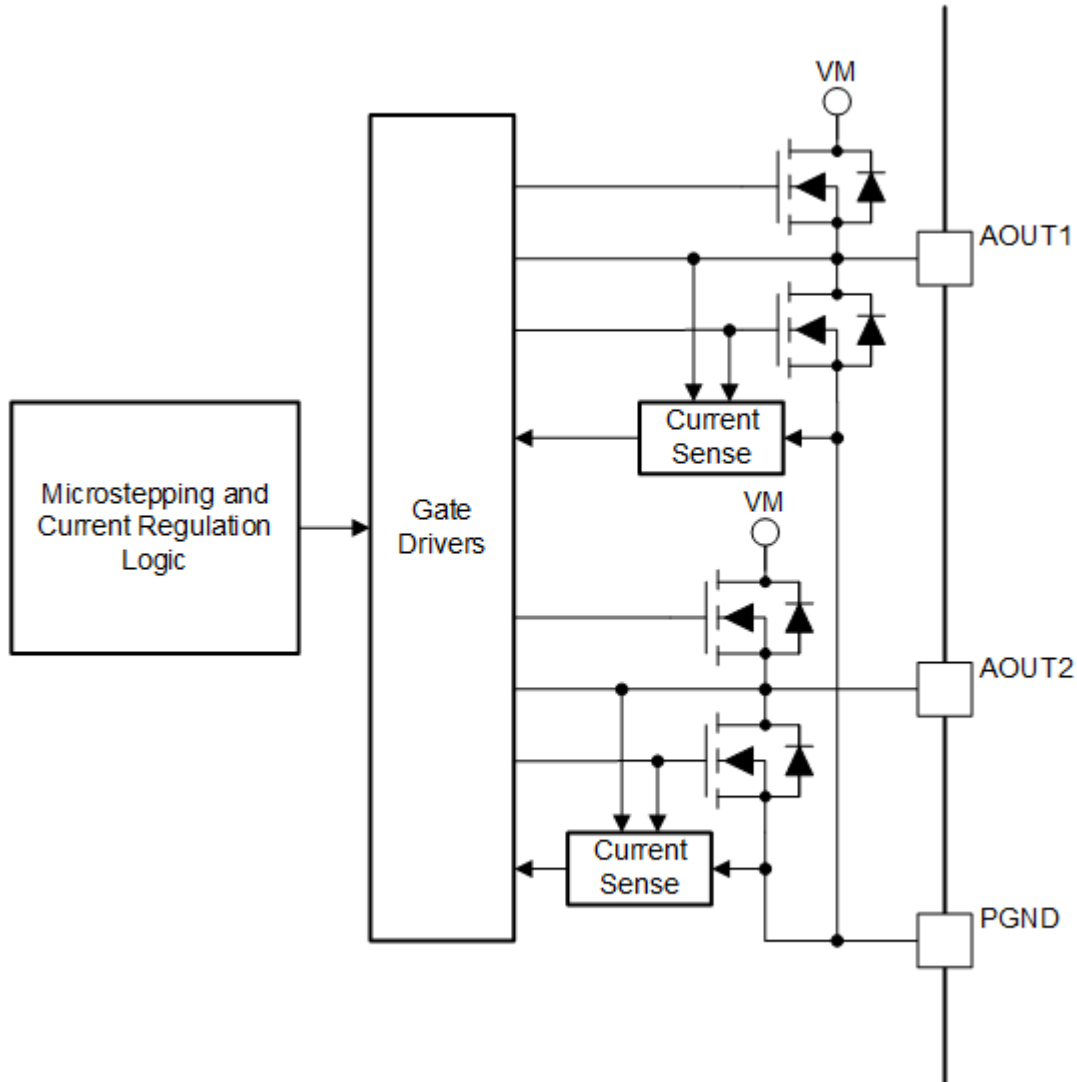 VM
AOUT1
Current
Sense
Microstepping and
Current Regulation
Logic
Gate
Drivers
VM
AOUT2
Current
Sense
PGND